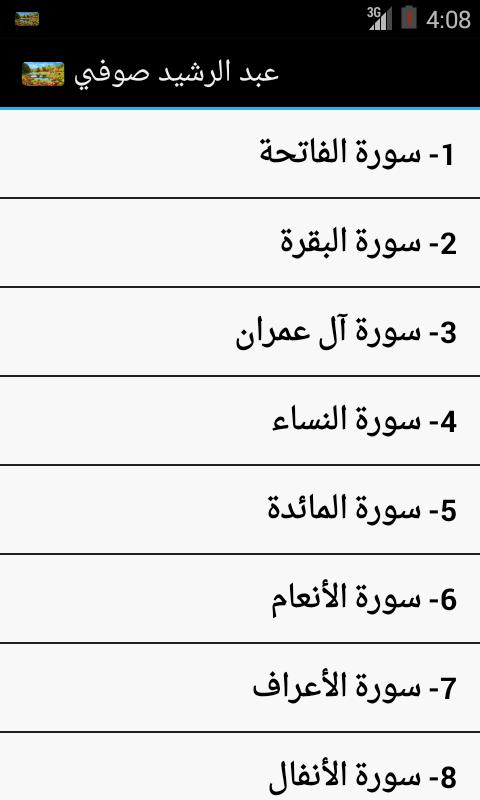 3G 4:08
عبد الرشيد صوفي
1- سورة الفاتحة
2- سورة البقرة
3- سورة آل عمران
4- سورة النساء
5- سورة المائدة
6- سورة الأنعام
7- سورة الأعراف
8- سورة الأنفال